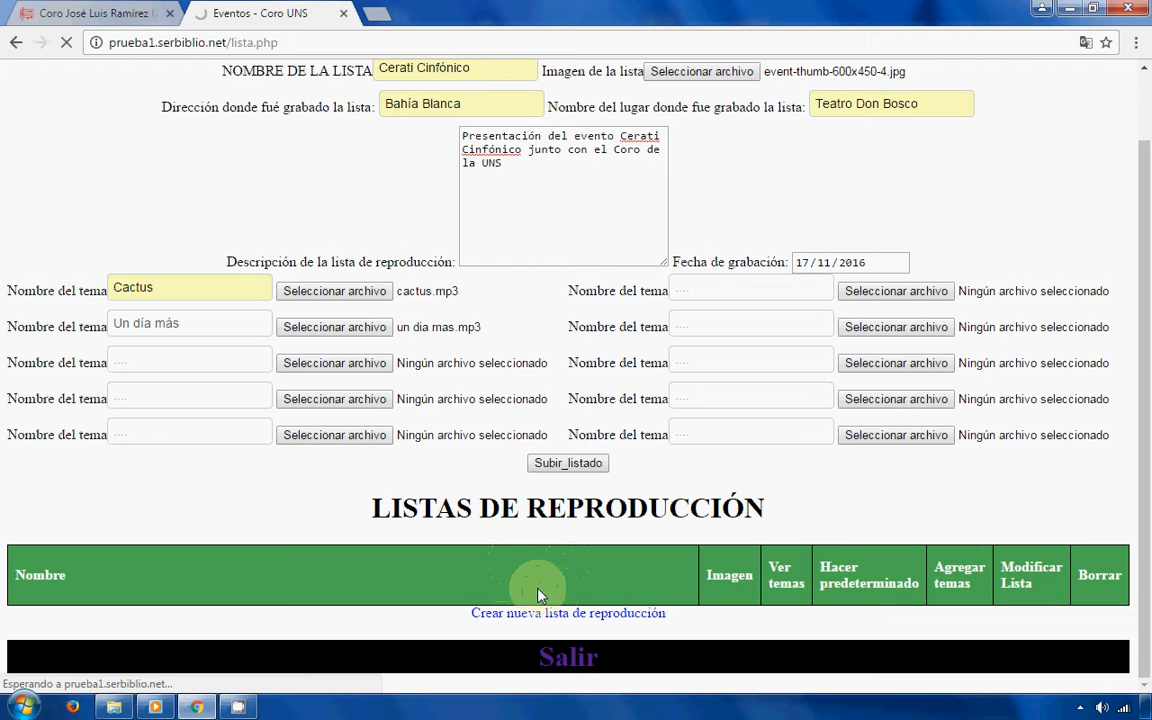 Coro José Luis Ramírez
Eventos - Coro UNS
prueba1.serbiblio.net/lista.php
NOMBRE DE LA LISTA Cerati Cinfónico Imagen de la lista Seleccionar archivo event-thumb-600x450-4.jpg
Dirección donde fué grabado la lista: Bahía Blanca Nombre del lugar donde fue grabado la lista: Teatro Don Bosco
Presentación del evento Cerati
Cinfónico junto con el Coro de
la UNS
Descripción de la lista de reproducción: Fecha de grabación: 17/11/2016
Nombre del tema Cactus Seleccionar archivo cactus.mp3 Nombre del tema .... Seleccionar archivo Ningún archivo seleccionado
Nombre del tema Un día más Seleccionar archivo un dia mas.mp3 Nombre del tema .... Seleccionar archivo Ningún archivo seleccionado
Nombre del tema .... Seleccionar archivo Ningún archivo seleccionado Nombre del tema .... Seleccionar archivo Ningún archivo seleccionado
Nombre del tema .... Seleccionar archivo Ningún archivo seleccionado Nombre del tema .... Seleccionar archivo Ningún archivo seleccionado
Nombre del tema .... Seleccionar archivo Ningún archivo seleccionado Nombre del tema .... Seleccionar archivo Ningún archivo seleccionado
Subir_listado
LISTAS DE REPRODUCCIÓN
Nombre Imagen Ver temas Hacer predeterminado Agregar temas Modificar Lista Borrar
Crear nueva lista de reproducción
Salir
Esperando a prueba1.serbiblio.net...